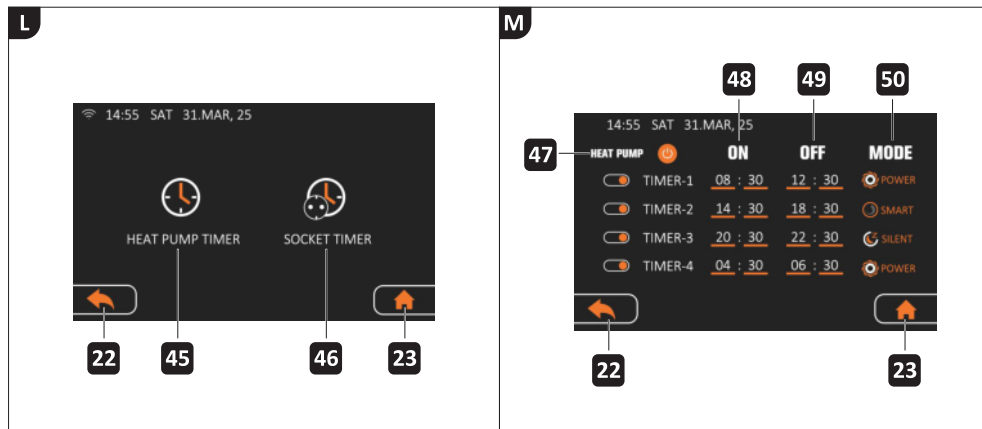 L
14:55 SAT 31.MAR, 25
HEAT PUMP TIMER SOCKET TIMER
22 45 46 23
M
48 49 50
14:55 SAT 31.MAR, 25
47 HEAT PUMP ON OFF MODE
TIMER-1 08 : 30 12 : 30 POWER
TIMER-2 14 : 30 18 : 30 SMART
TIMER-3 20 : 30 22 : 30 SILENT
TIMER-4 04 : 30 06 : 30 POWER
22 23